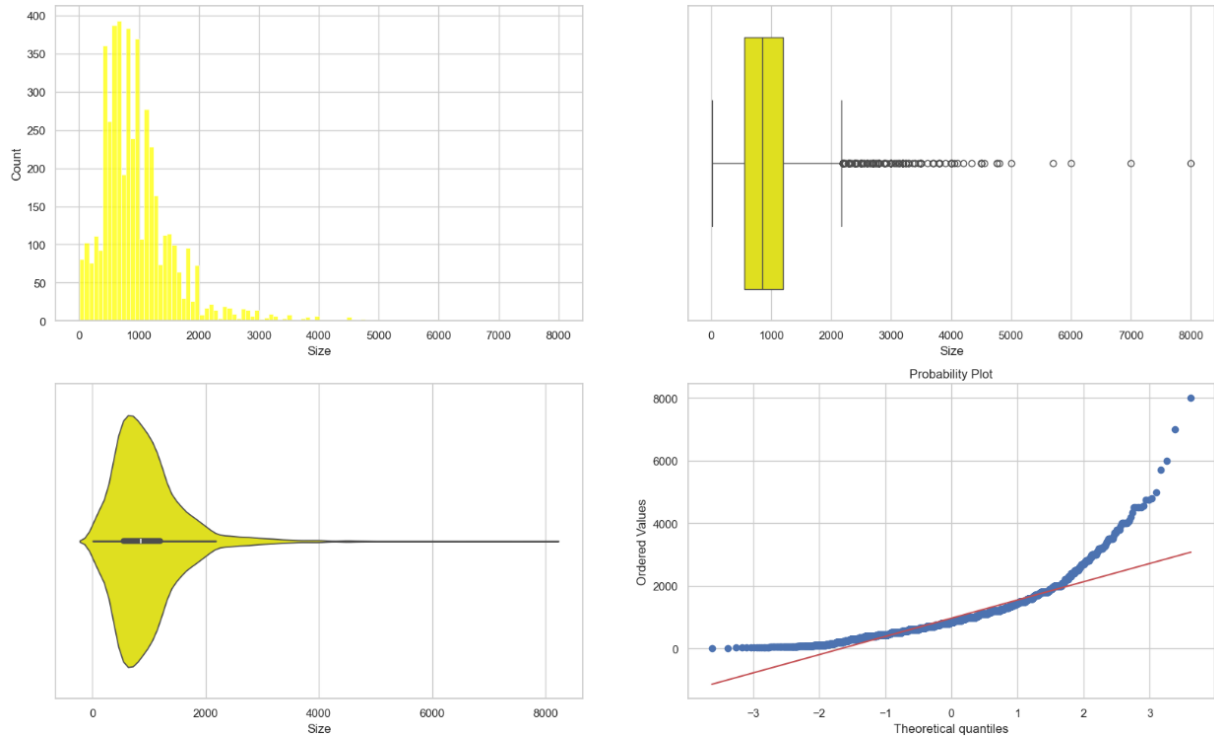 400
350
300
250
200
150
100
50
0
Count
0 1000 2000 3000 4000 5000 6000 7000 8000
Size
0 1000 2000 3000 4000 5000 6000 7000 8000
Size
0 2000 4000 6000 8000
Size
Probability Plot
8000
6000
4000
2000
0
Ordered Values
−3 −2 −1 0 1 2 3
Theoretical quantiles